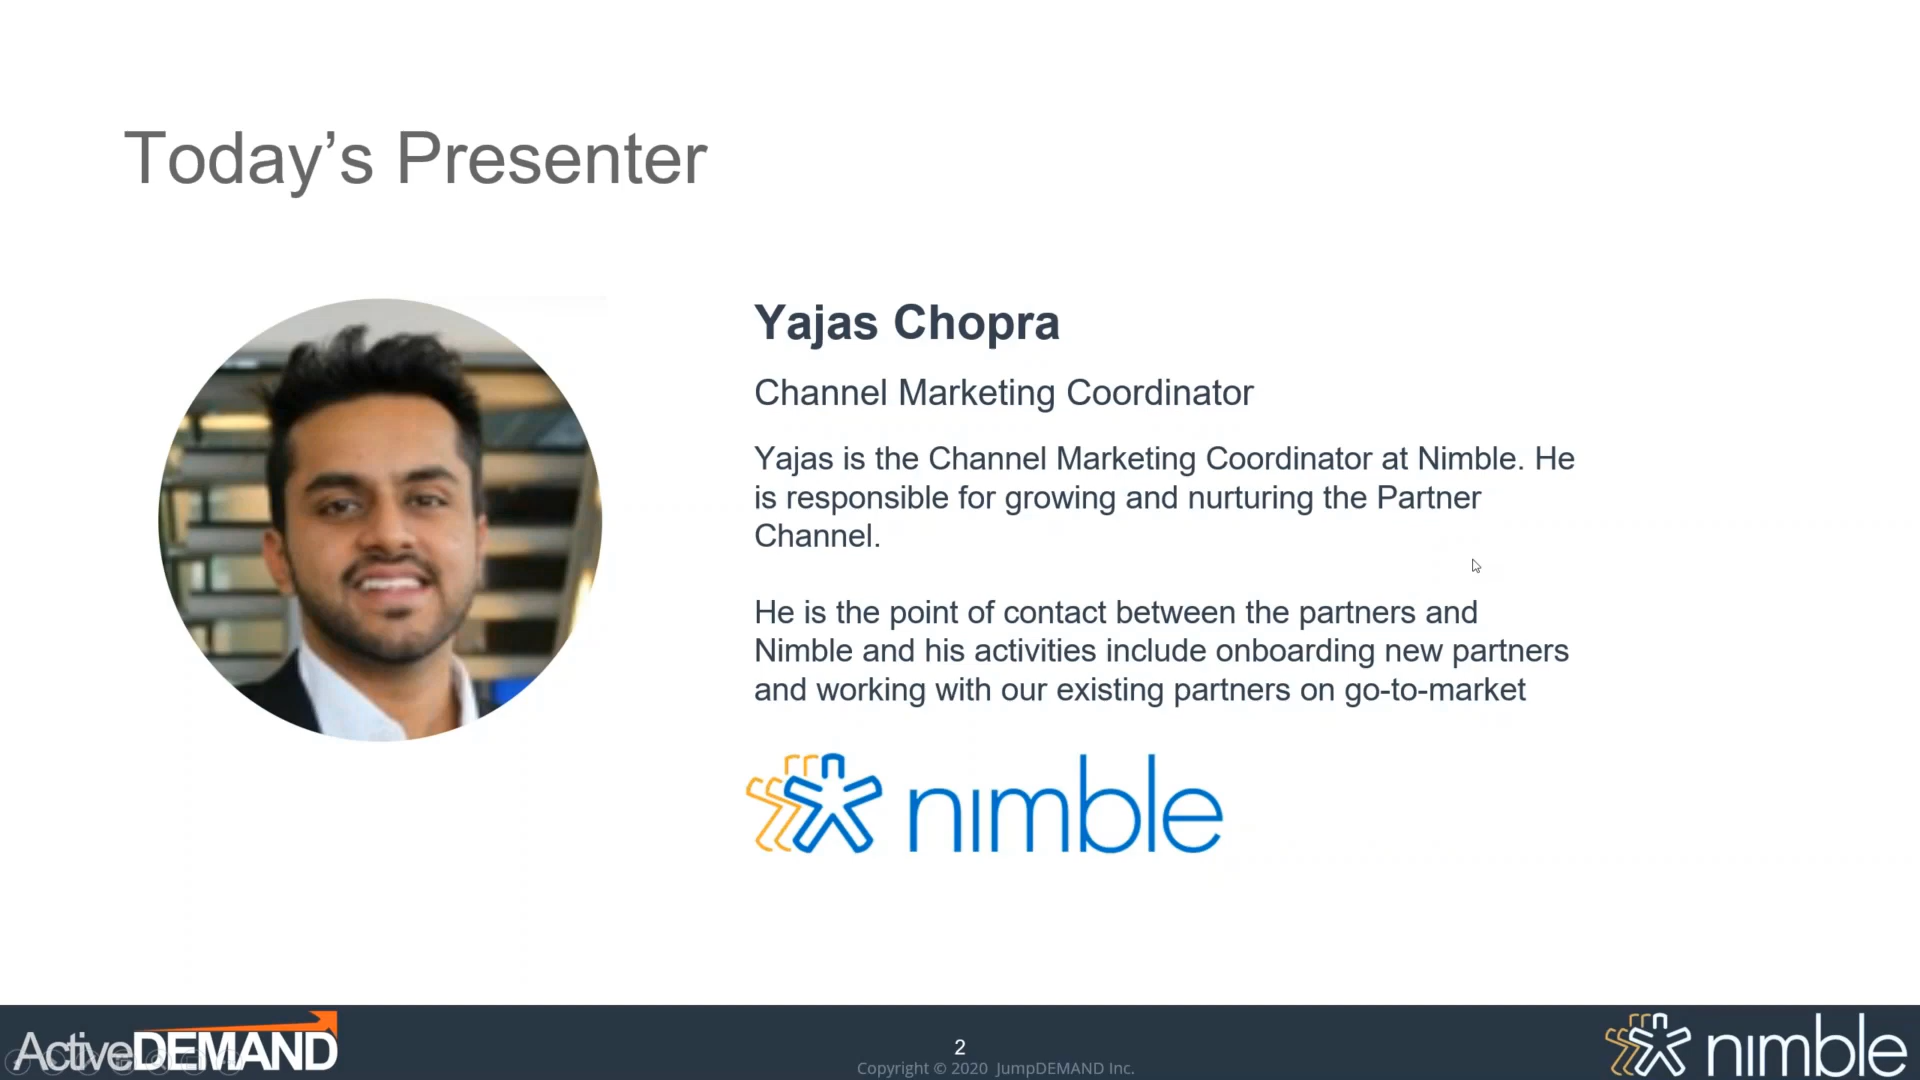 Today’s Presenter
Yajas Chopra
Channel Marketing Coordinator
Yajas is the Channel Marketing Coordinator at Nimble. He
is responsible for growing and nurturing the Partner
Channel.
He is the point of contact between the partners and
Nimble and his activities include onboarding new partners
and working with our existing partners on go-to-market
nimble
ActiveDEMAND
2
Copyright © 2020 JumpDEMAND Inc.
nimble